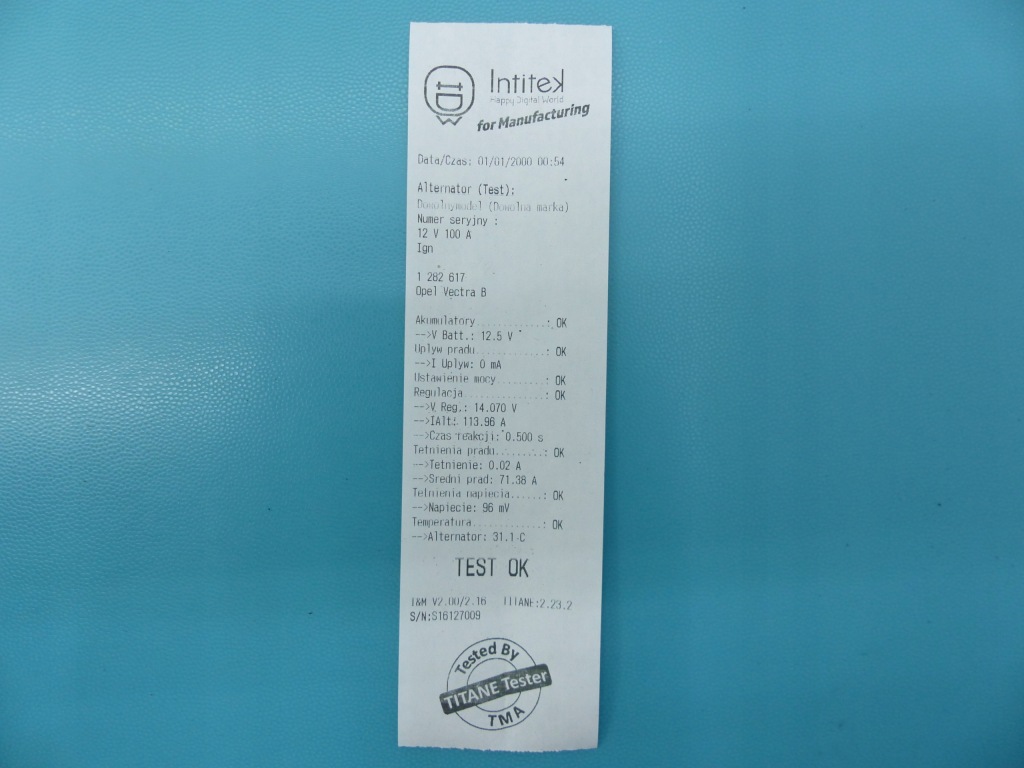 Intitek
Happy Digital World
for Manufacturing
Data/Czas: 01/01/2000 00:54
Alternator (Test):
Dowolnymodel (Dowolna marka)
Numer seryjny :
12 V 100 A
Ign
1 282 617
Opel Vectra B
Akumulatory...........: OK
-->V Batt.: 12.5 V
Uplyw pradu...........: OK
-->I Uplyw: 0 mA
Ustawienie mocy.......: OK
Regulacja.............: OK
-->V Reg.: 14.070 V
-->IAlt: 113.96 A
-->Czas reakcji: 0.500 s
Tetnienia pradu.......: OK
-->Tetnienie: 0.02 A
-->Sredni prad: 71.38 A
Tetnienia napiecia....: OK
-->Napiecie: 96 mV
Temperatura...........: OK
-->Alternator: 31.1 C
TEST OK
I&M V2.00/2.16 TITANE:2.23.2
S/N:S16127009
Tested By
TITANE Tester
TMA